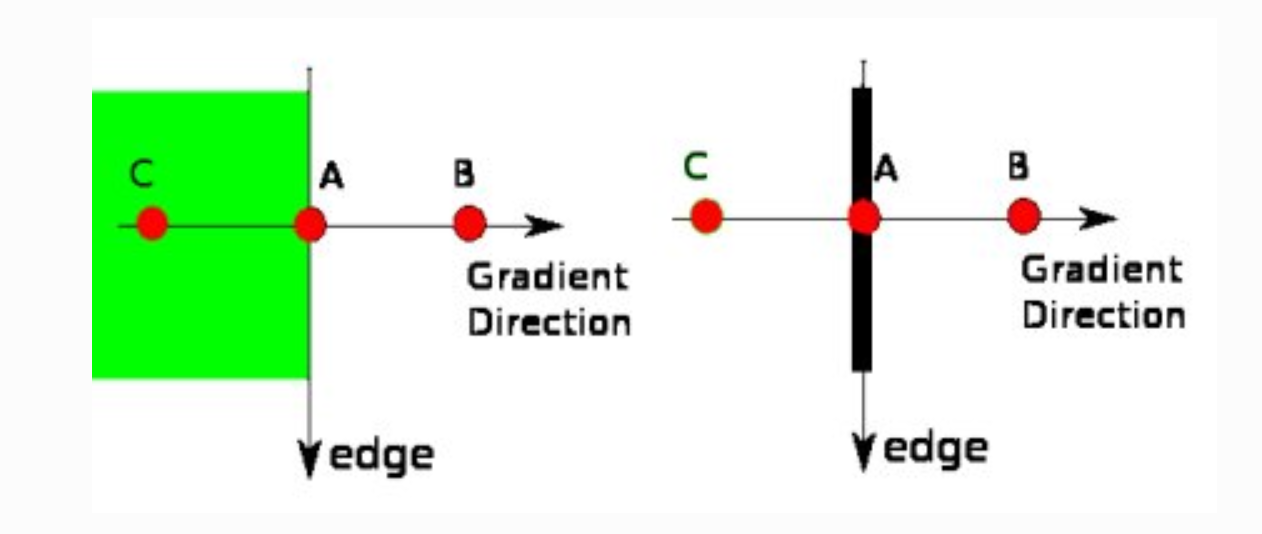 C
A
B
Gradient
Direction
edge
C
A
B
Gradient
Direction
edge